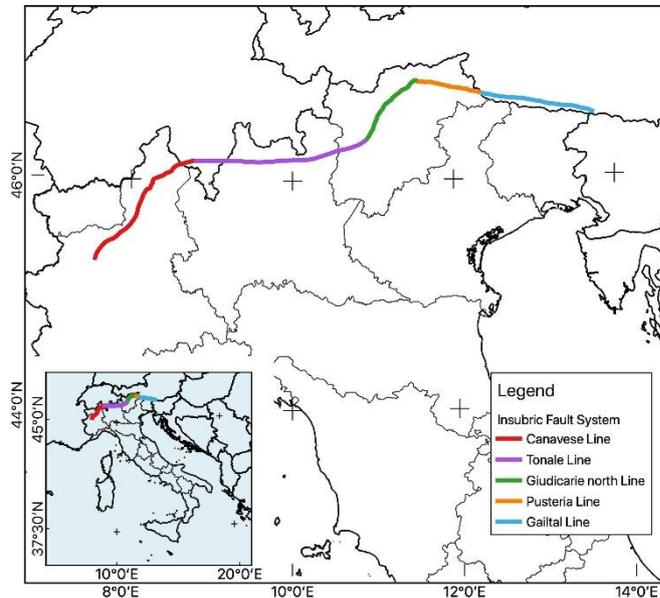 46°0'N
44°0'N
45°0'N
37°30'N
10°0'E
20°0'E
8°0'E
10°0'E
12°0'E
14°0'E
Legend
Insubric Fault System
Canavese Line
Tonale Line
Giudicarie north Line
Pusteria Line
Gailtal Line